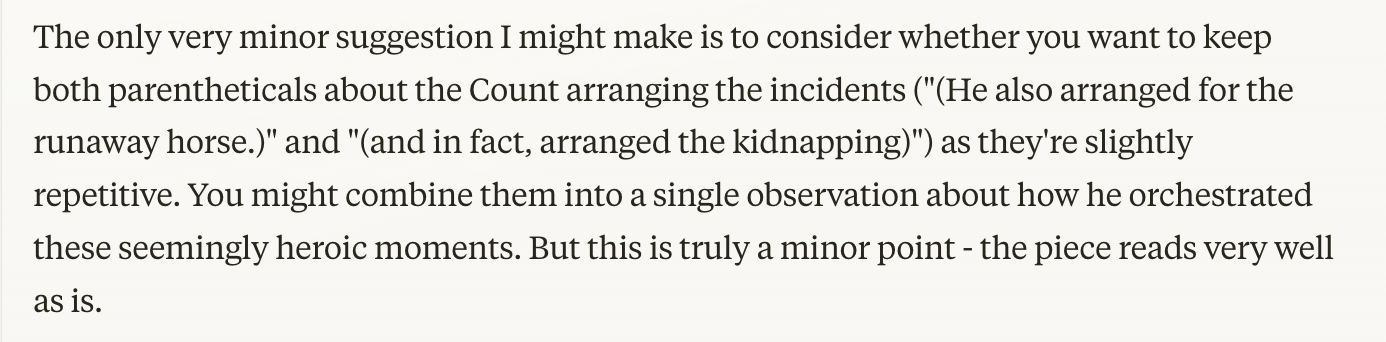 The only very minor suggestion I might make is to consider whether you want to keep
both parentheticals about the Count arranging the incidents ("(He also arranged for the
runaway horse.)" and "(and in fact, arranged the kidnapping)") as they're slightly
repetitive. You might combine them into a single observation about how he orchestrated
these seemingly heroic moments. But this is truly a minor point - the piece reads very well
as is.